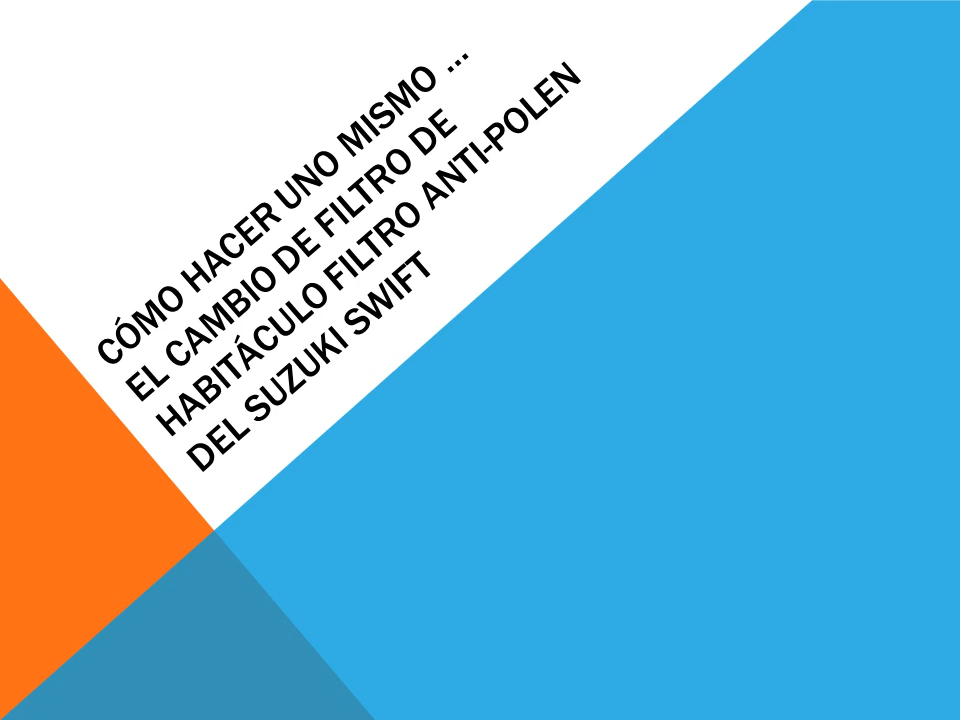 CÓMO HACER UNO MISMO ...
EL CAMBIO DE FILTRO DE
HABITÁCULO FILTRO ANTI-POLEN
DEL SUZUKI SWIFT